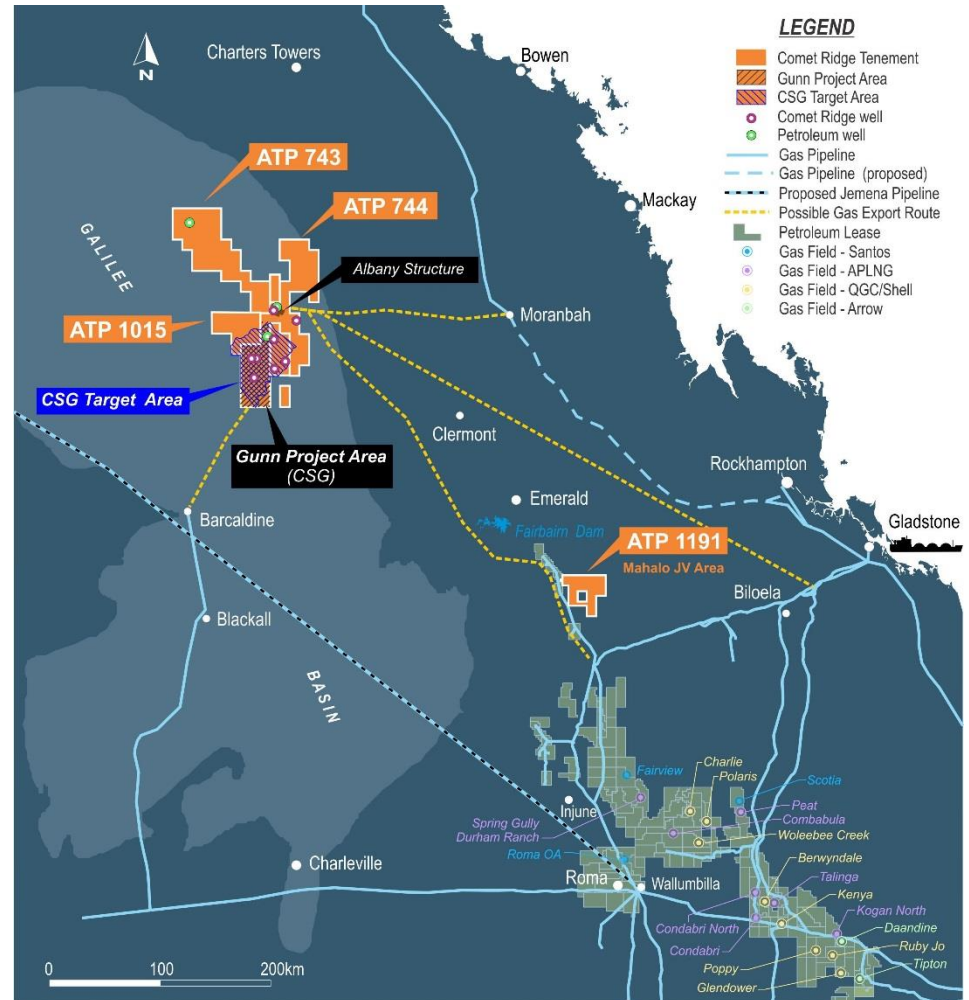 LEGEND
Comet Ridge Tenement
Gunn Project Area
CSG Target Area
Comet Ridge well
Petroleum well
Gas Pipeline
Gas Pipeline (proposed)
Proposed Jemena Pipeline
Possible Gas Export Route
Petroleum Lease
Gas Field - Santos
Gas Field - APLNG
Gas Field - QGC/Shell
Gas Field - Arrow
N
Charters Towers
Bowen
ATP 743
ATP 744
Mackay
GALILEE
Albany Structure
ATP 1015
Moranbah
CSG Target Area
Clermont
Gunn Project Area
(CSG)
Rockhampton
Emerald
Barcaldine
Fairbairn Dam
Gladstone
ATP 1191
Mahalo JV Area
Biloela
Blackall
BASIN
Charlie
Fairview
Polaris
Scotia
Injune
Peat
Spring Gully
Durham Ranch
Combabula
Woleebee Creek
Roma OA
Berwyndale
Charleville
Talinga
Roma
Wallumbilla
Kenya
Kogan North
Condabri North
Daandine
Condabri
Ruby Jo
Poppy
Tipton
Glendower
0 100 200km